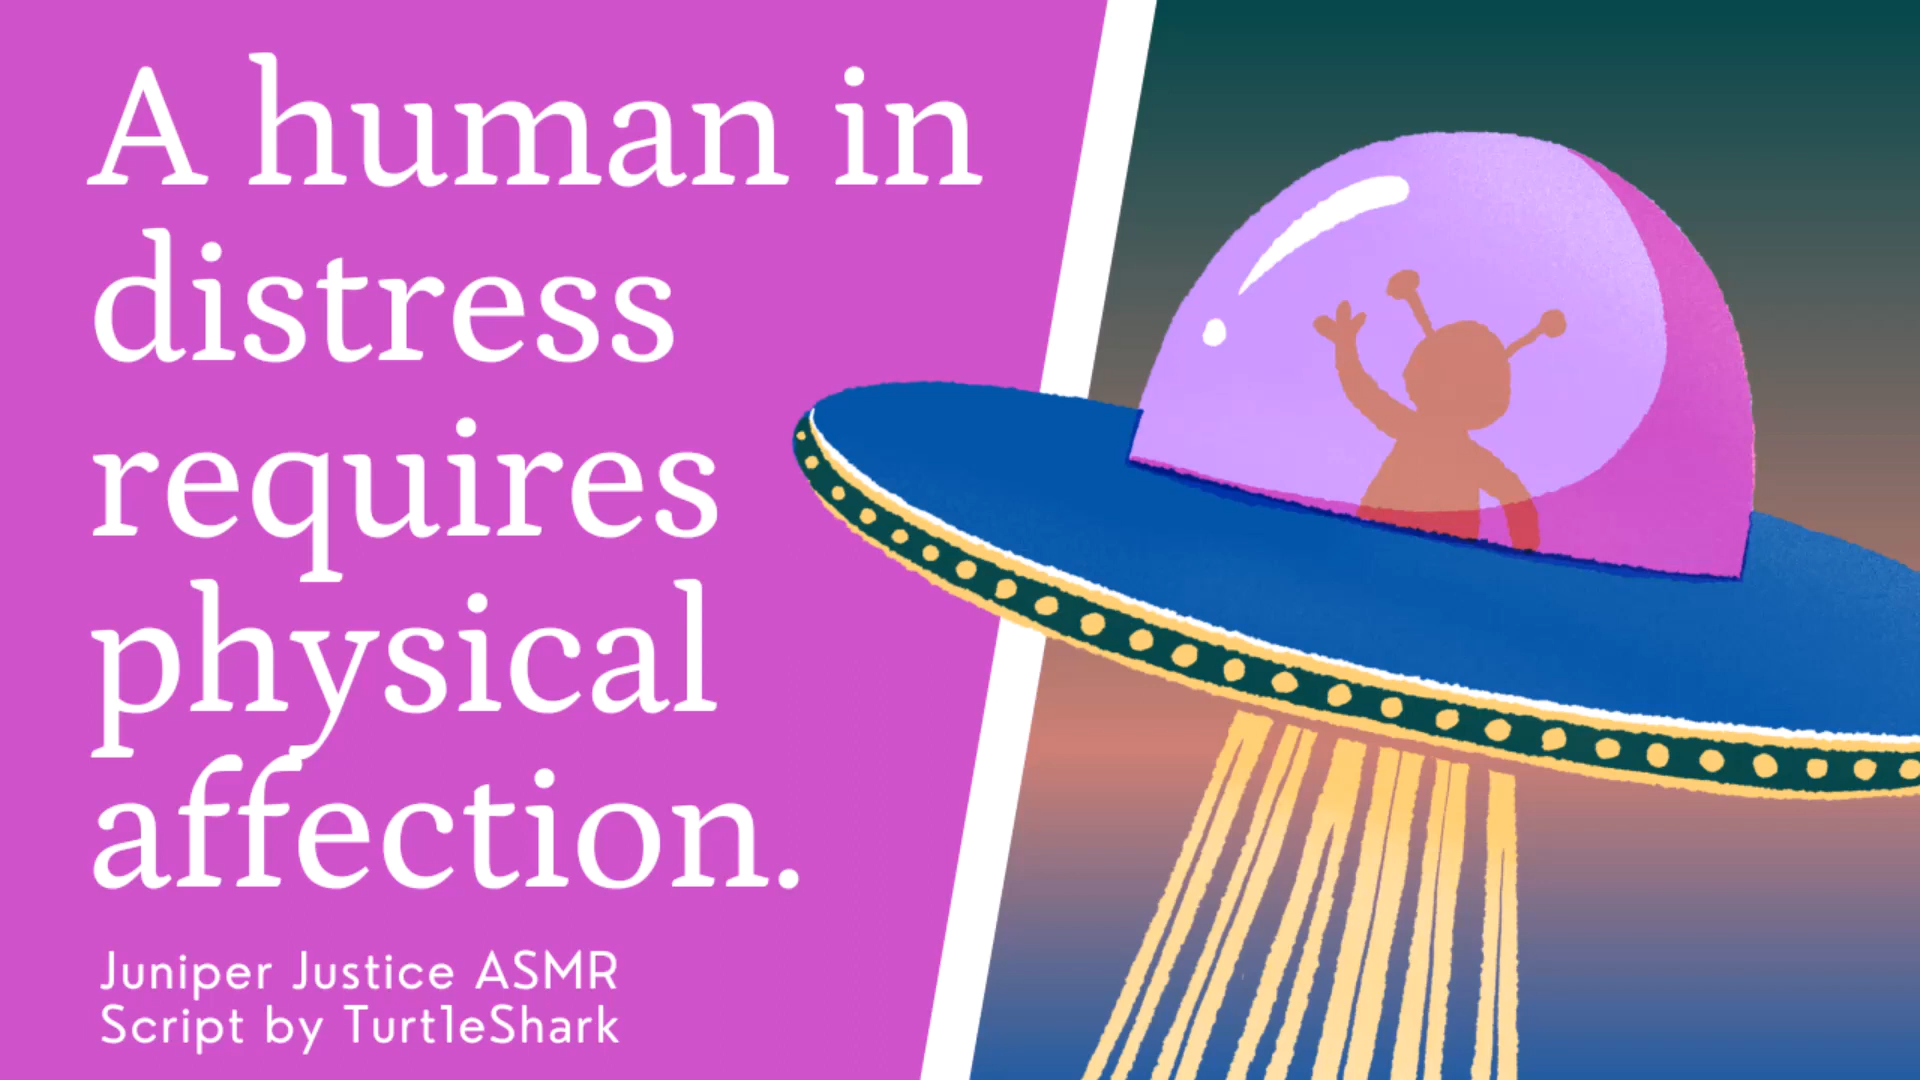 A human in
distress
requires
physical
affection.
Juniper Justice ASMR
Script by TurtleShark